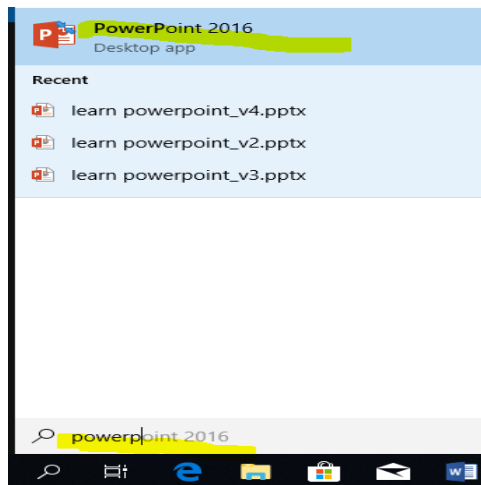 PowerPoint 2016
Desktop app
Recent
learn powerpoint_v4.pptx
learn powerpoint_v2.pptx
learn powerpoint_v3.pptx
powerpoint 2016